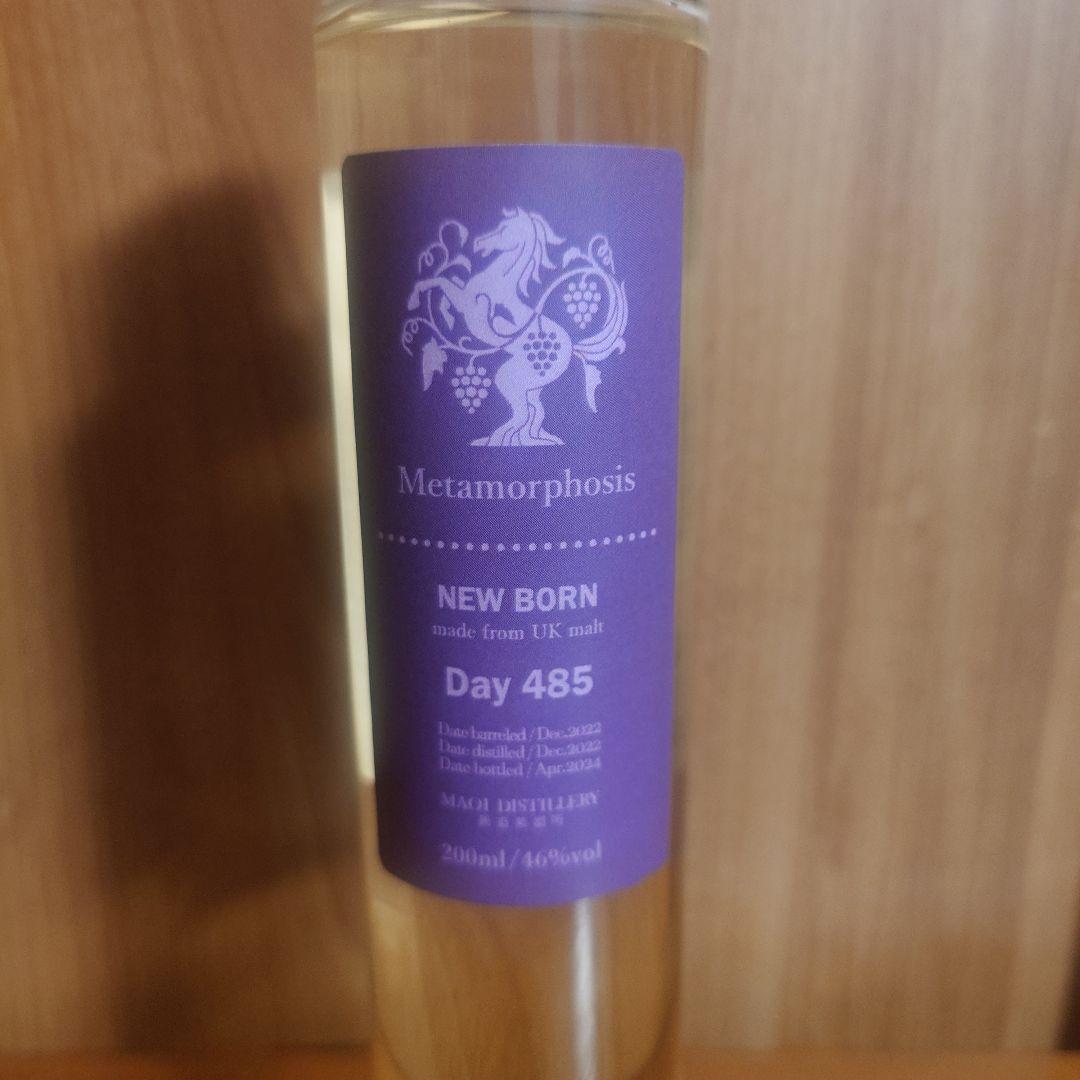 Metamorphosis
NEW BORN
made from UK malt
Day 485
Date barreled / Dec.2022
Date distilled / Dec.2022
Date bottled / Apr.2024
MAOI DISTILLERY
200ml / 46%vol